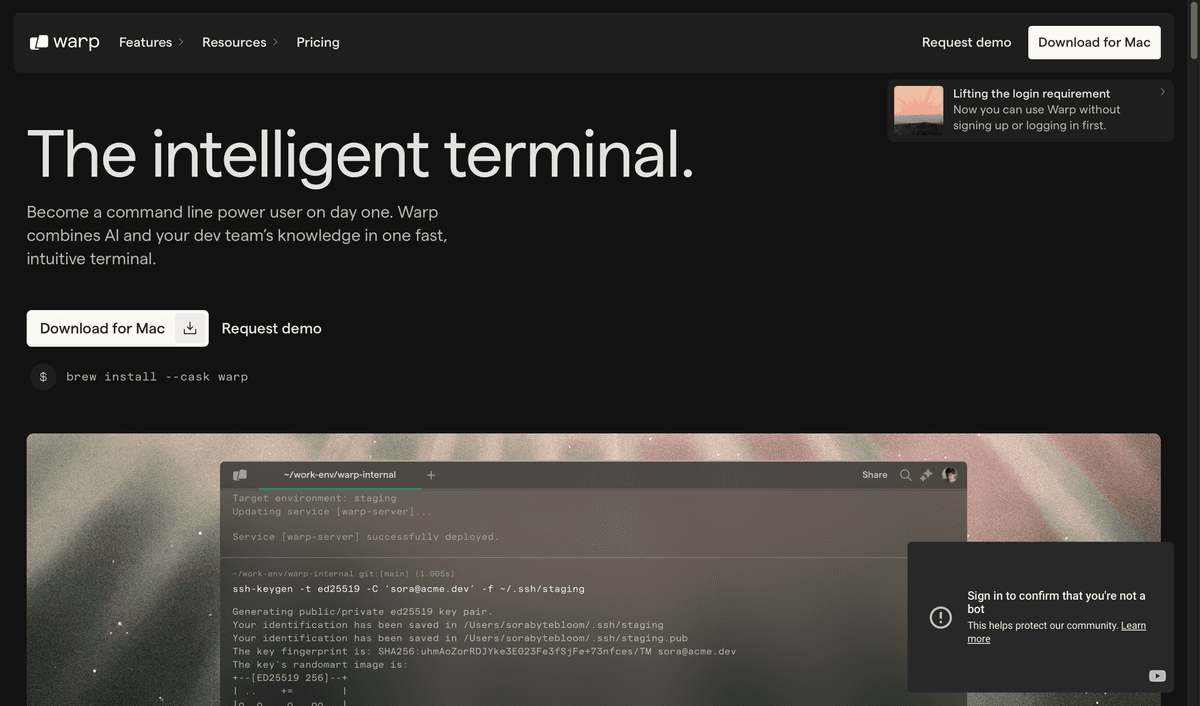 warp
Features
Resources
Pricing
Request demo
Download for Mac
Lifting the login requirement
Now you can use Warp without
signing up or logging in first.
The intelligent terminal.
Become a command line power user on day one. Warp
combines AI and your dev team’s knowledge in one fast,
intuitive terminal.
Download for Mac
Request demo
$ brew install --cask warp
~/work-env/warp-internal
Share
Target environment: staging
Updating service [warp-server]...
Service [warp-server] successfully deployed.
~/work-env/warp-internal git:(main) (1.005s)
ssh-keygen -t ed25519 -C ‘sora@acme.dev’ -f ~/.ssh/staging
Generating public/private ed25519 key pair.
Your identification has been saved in /Users/sorabytebloom/.ssh/staging
Your identification has been saved in /Users/sorabytebloom/.ssh/staging.pub
The key fingerprint is: SHA256:uhmAoZorRDJYke3E023Fe3fSjFe+73nfces/TM sora@acme.dev
The key’s randomart image is:
+--[ED25519 256]--+
| ..    +=        |
Sign in to confirm that you're not a
bot
This helps protect our community. Learn
more